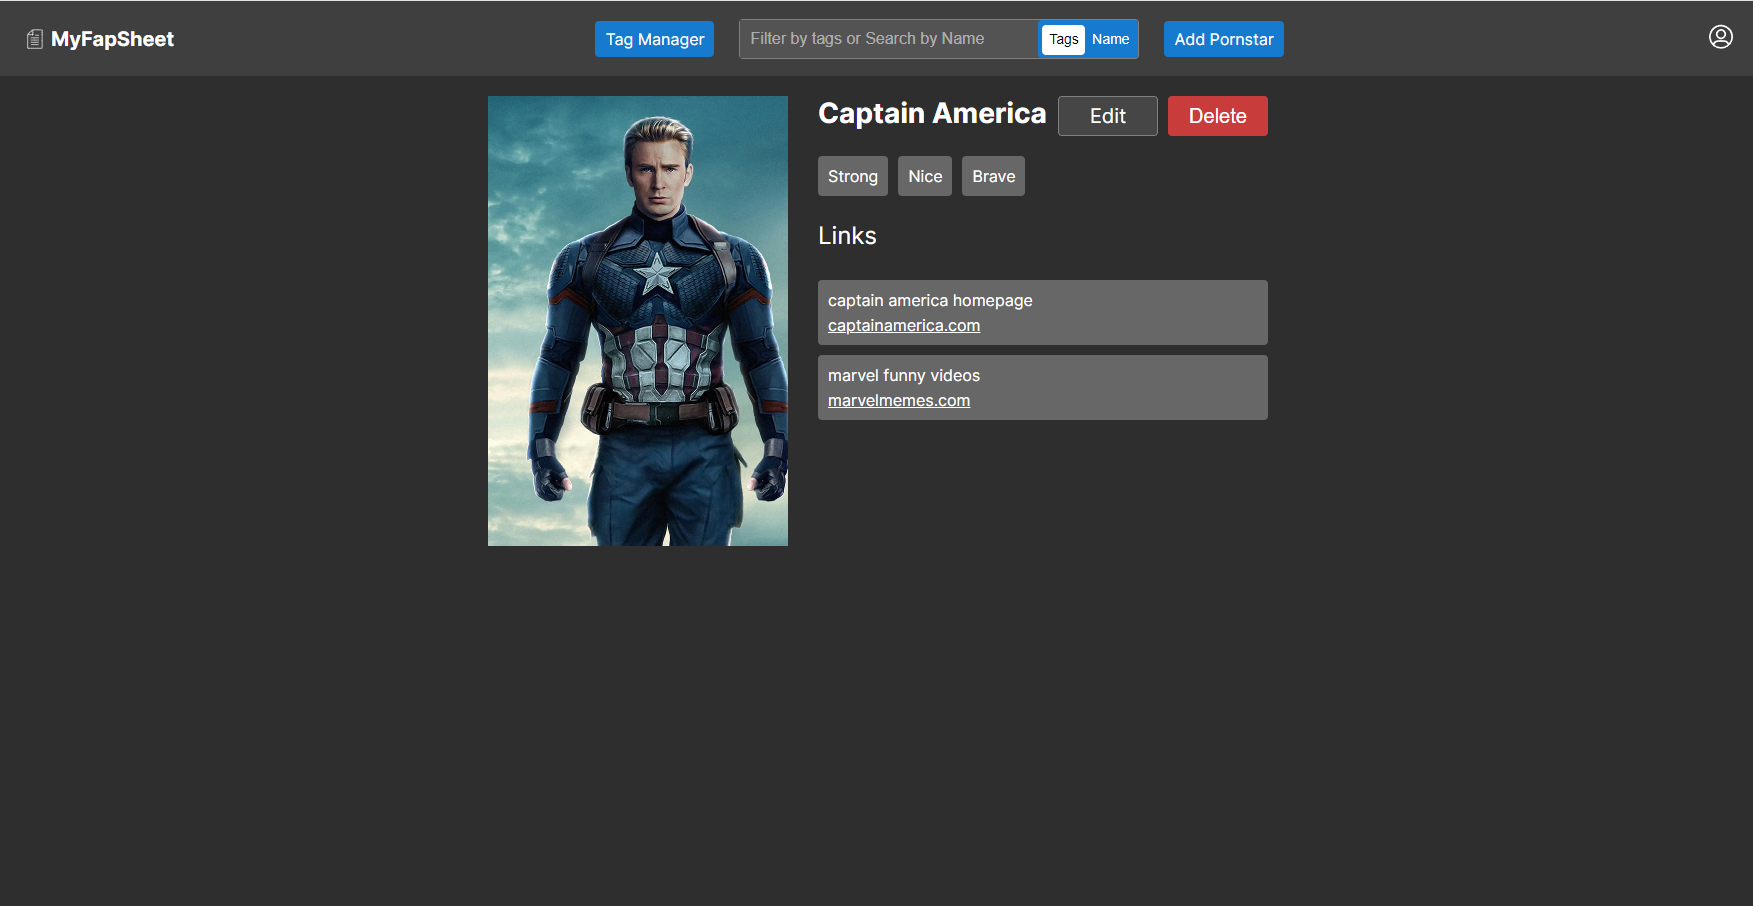 MyFapSheet
Tag Manager
Filter by tags or Search by Name
Tags
Name
Add Pornstar
Captain America
Edit
Delete
Strong
Nice
Brave
Links
captain america homepage
captainamerica.com
marvel funny videos
marvelmemes.com